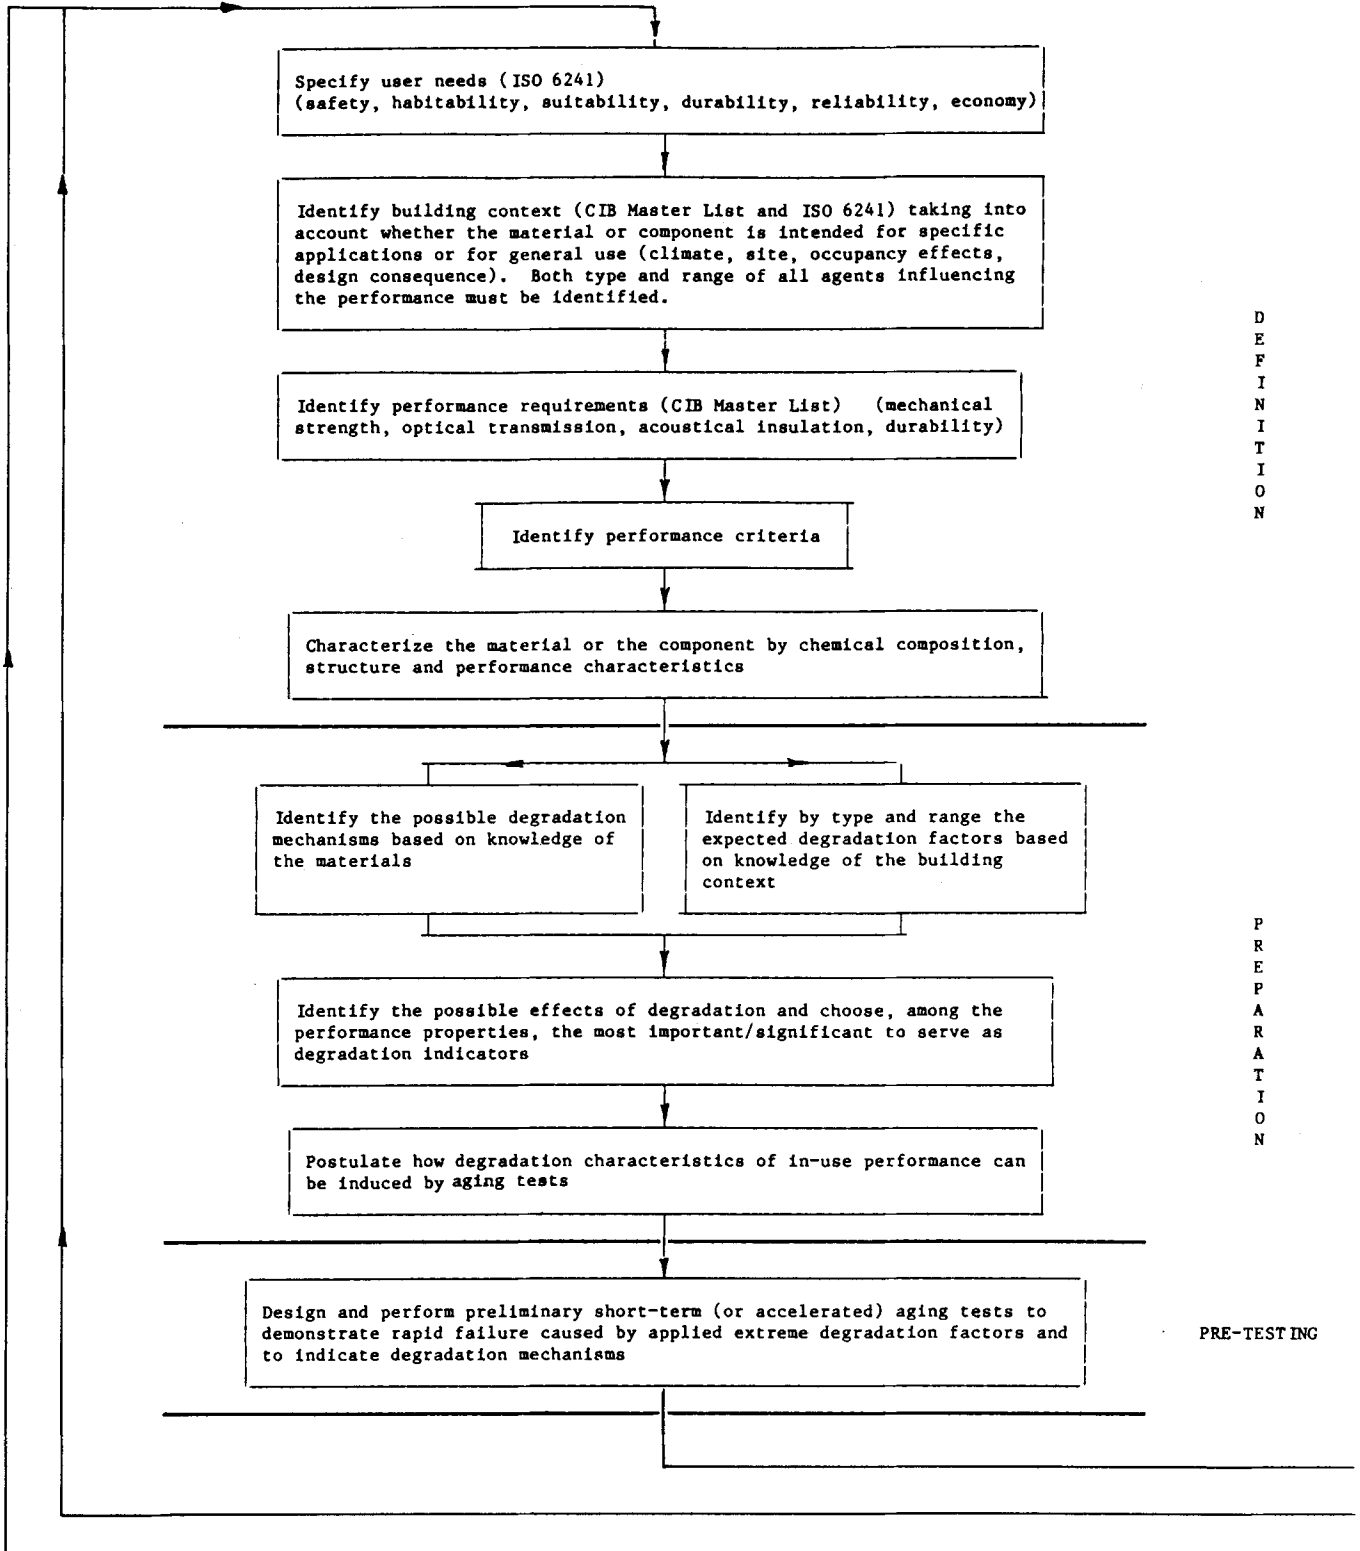 Specify user needs (ISO 6241)
(safety, habitability, suitability, durability, reliability, economy)
Identify building context (CIB Master List and ISO 6241) taking into
account whether the material or component is intended for specific
applications or for general use (climate, site, occupancy effects,
design consequence). Both type and range of all agents influencing
the performance must be identified.
Identify performance requirements (CIB Master List) (mechanical
strength, optical transmission, acoustical insulation, durability)
Identify performance criteria
Characterize the material or the component by chemical composition,
structure and performance characteristics
DEFINITION
Identify the possible degradation
mechanisms based on knowledge of
the materials
Identify by type and range the
expected degradation factors based
on knowledge of the building
context
Identify the possible effects of degradation and choose, among the
performance properties, the most important/significant to serve as
degradation indicators
Postulate how degradation characteristics of in-use performance can
be induced by aging tests
PREPARATION
Design and perform preliminary short-term (or accelerated) aging tests to
demonstrate rapid failure caused by applied extreme degradation factors and
to indicate degradation mechanisms
PRE-TESTING